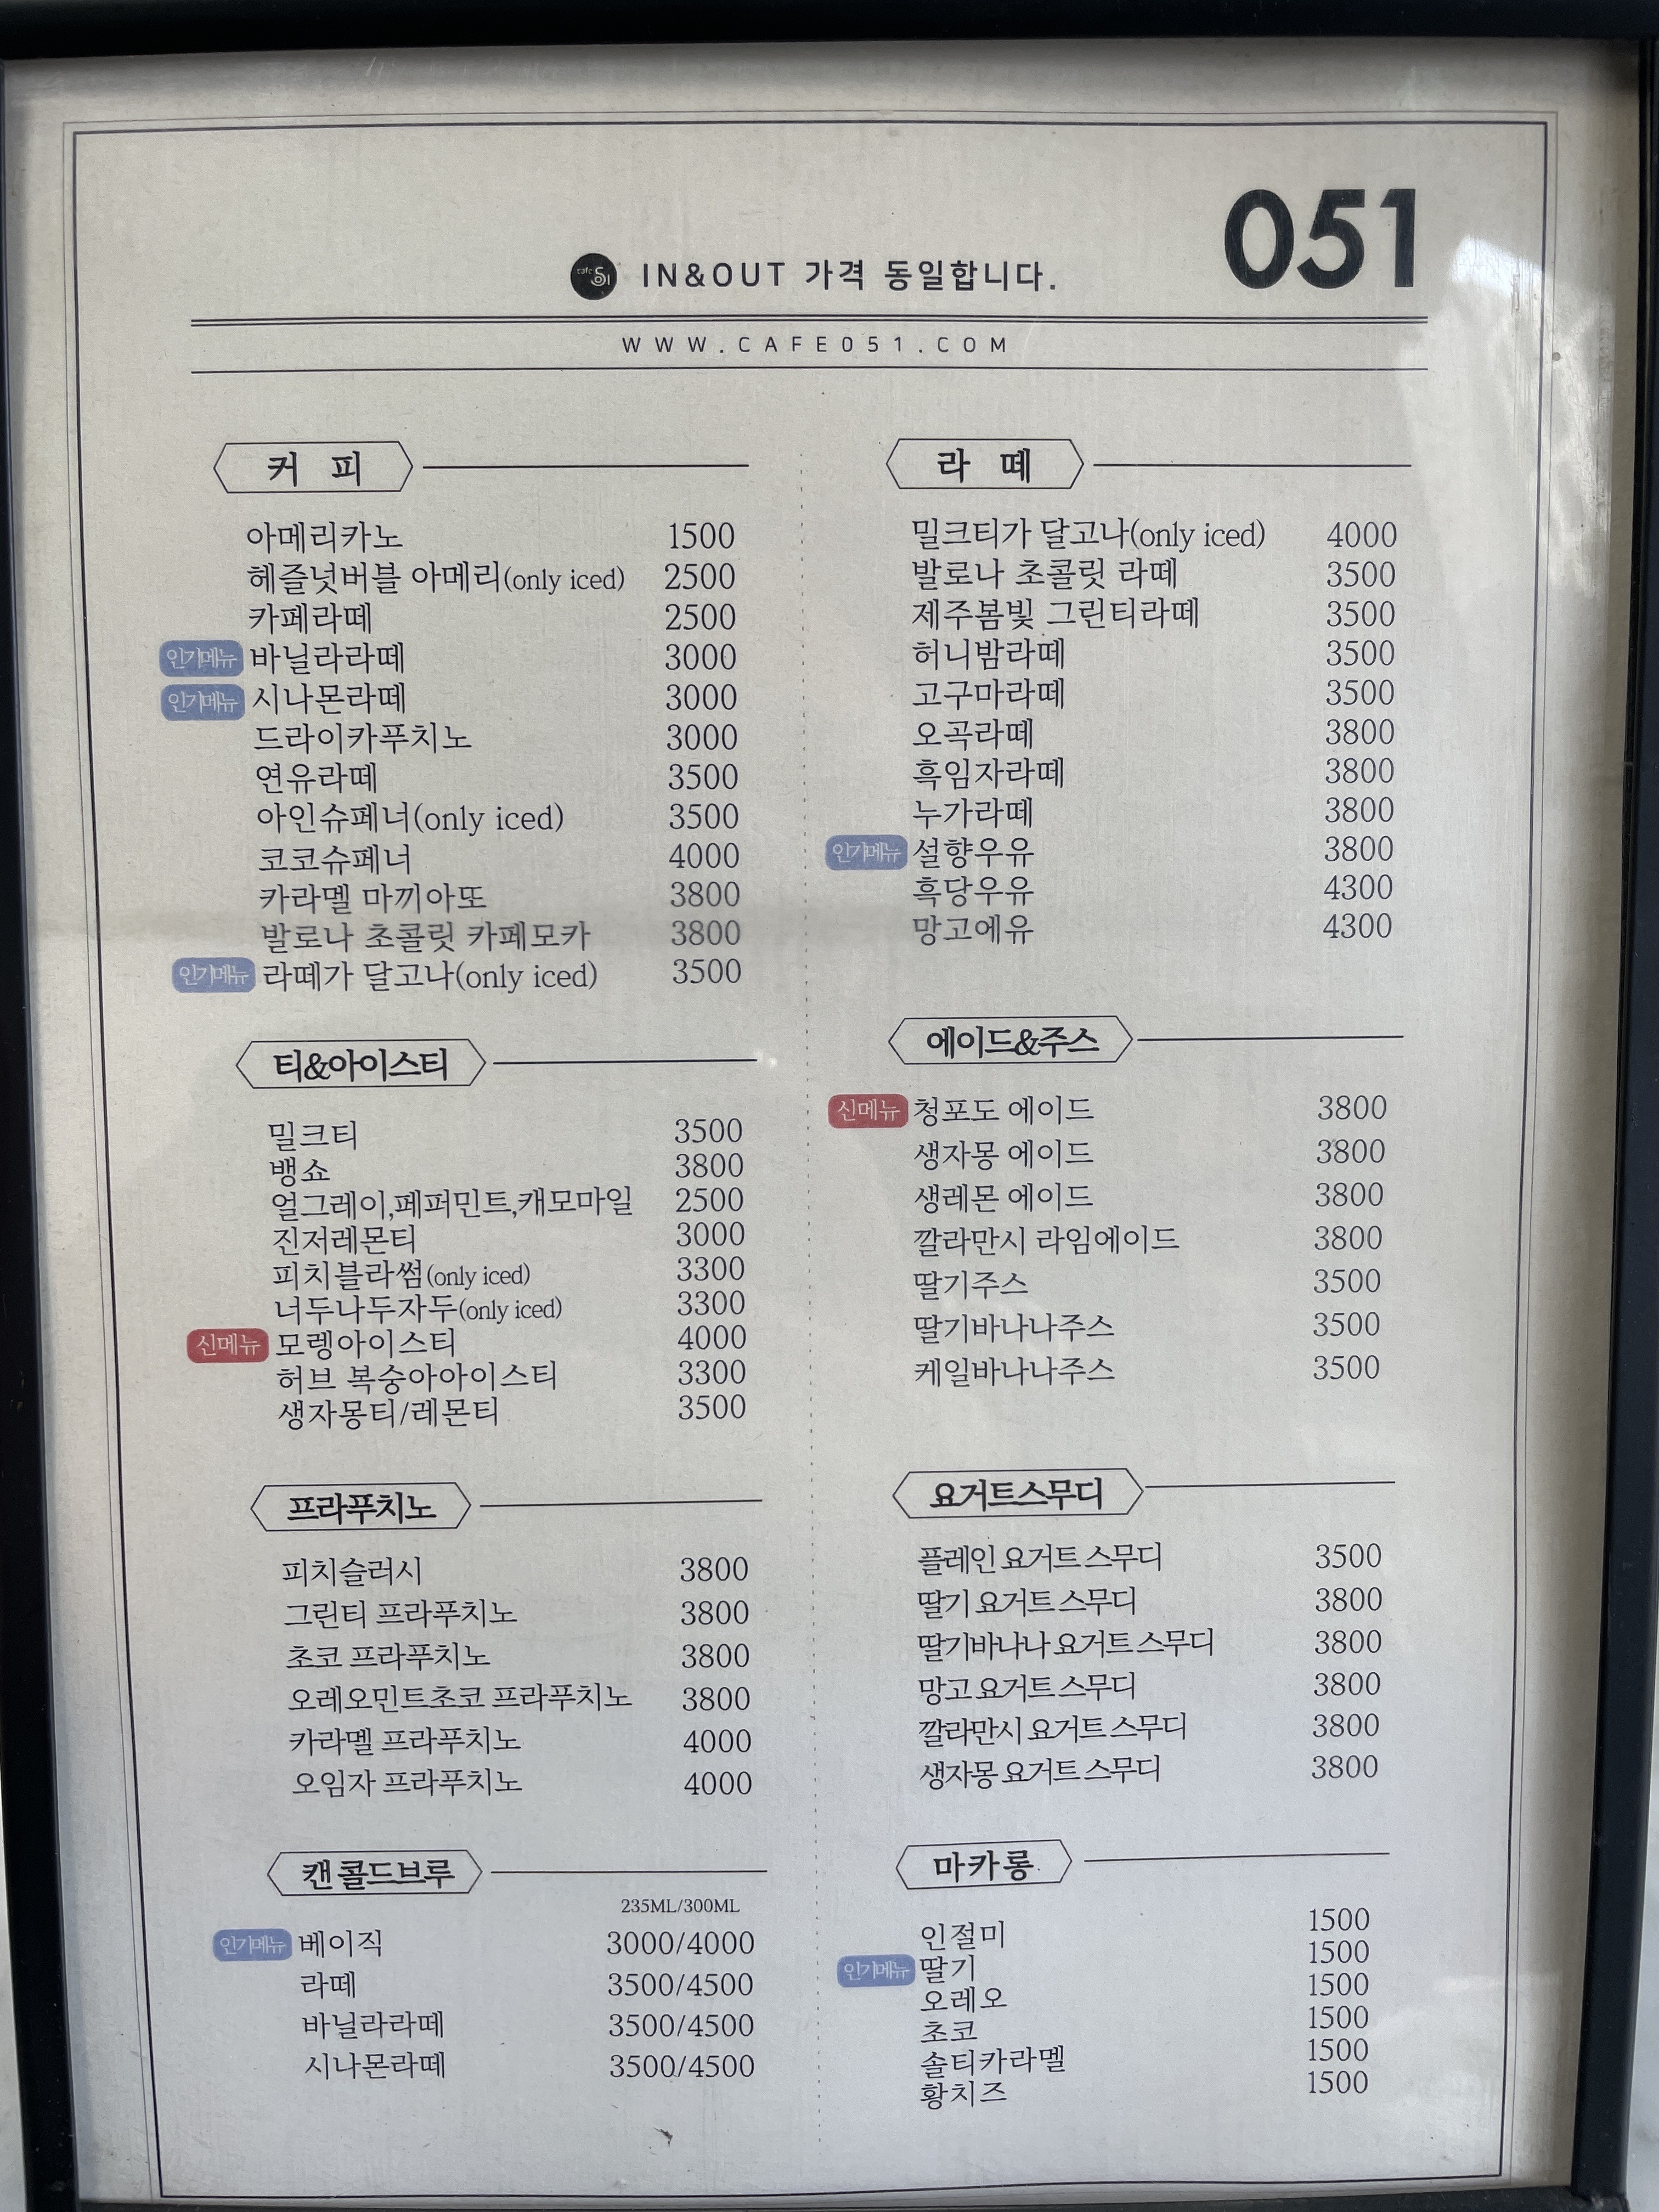 051
cafe 51 IN&OUT 가격 동일합니다.
WWW.CAFE051.COM
커 피
아메리카노 1500
헤즐넛버블 아메리(only iced) 2500
카페라떼 2500
인기메뉴 바닐라라떼 3000
인기메뉴 시나몬라떼 3000
드라이카푸치노 3000
연유라떼 3500
아인슈페너(only iced) 3500
코코슈페너 4000
카라멜 마끼아또 3800
발로나 초콜릿 카페모카 3800
인기메뉴 라떼가 달고나(only iced) 3500
티&아이스티
밀크티 3500
뱅쇼 3800
얼그레이,페퍼민트,캐모마일 2500
진저레몬티 3000
피치블라썸(only iced) 3300
너두나두자두(only iced) 3300
신메뉴 모렝아이스티 4000
허브 복숭아아이스티 3300
생자몽티/레몬티 3500
프라푸치노
피치슬러시 3800
그린티 프라푸치노 3800
초코 프라푸치노 3800
오레오민트초코 프라푸치노 3800
카라멜 프라푸치노 4000
오임자 프라푸치노 4000
캔 콜드브루
235ML/300ML
인기메뉴 베이직 3000/4000
라떼 3500/4500
바닐라라떼 3500/4500
시나몬라떼 3500/4500
라 떼
밀크티가 달고나(only iced) 4000
발로나 초콜릿 라떼 3500
제주봄빛 그린티라떼 3500
허니밤라떼 3500
고구마라떼 3500
오곡라떼 3800
흑임자라떼 3800
누가라떼 3800
인기메뉴 설향우유 3800
흑당우유 4300
망고에유 4300
에이드&주스
신메뉴 청포도 에이드 3800
생자몽 에이드 3800
생레몬 에이드 3800
깔라만시 라임에이드 3800
딸기주스 3500
딸기바나나주스 3500
케일바나나주스 3500
요거트스무디
플레인 요거트 스무디 3500
딸기 요거트 스무디 3800
딸기바나나 요거트 스무디 3800
망고 요거트 스무디 3800
깔라만시 요거트 스무디 3800
생자몽 요거트 스무디 3800
마카롱
인절미 1500
인기메뉴 딸기 1500
오레오 1500
초코 1500
솔티카라멜 1500
황치즈 1500